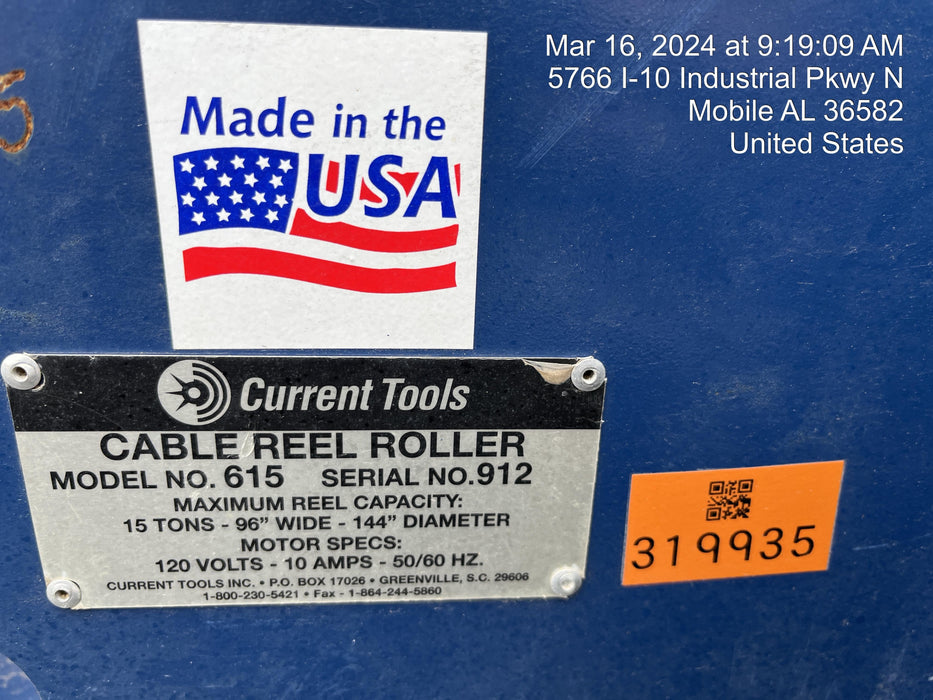 Mar 16, 2024 at 9:19:09 AM
5766 I-10 Industrial Pkwy N
Mobile AL 36582
United States
Made in the
USA
Current Tools
CABLE REEL ROLLER
MODEL NO. 615 SERIAL NO. 912
MAXIMUM REEL CAPACITY:
15 TONS - 96” WIDE - 144” DIAMETER
MOTOR SPECS:
120 VOLTS - 10 AMPS - 50/60 HZ.
CURRENT TOOLS INC. • P.O. BOX 17026 • GREENVILLE, S.C. 29606
1-800-230-5421 • Fax - 1-864-244-5860
319935